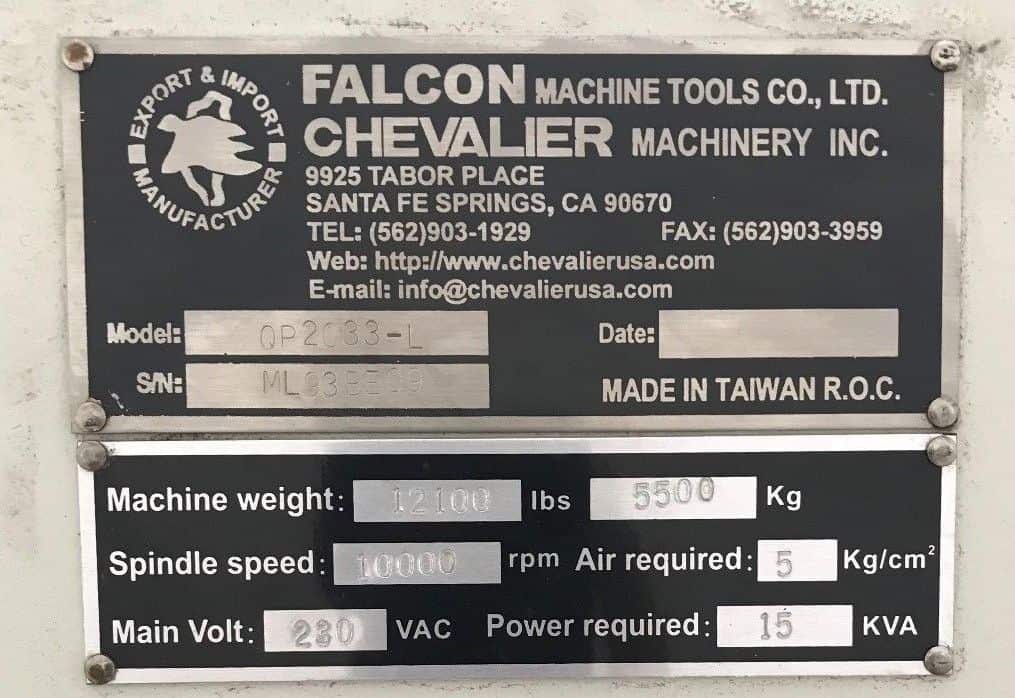 EXPORT & IMPORT
MANUFACTURER
FALCON MACHINE TOOLS CO., LTD.
CHEVALIER MACHINERY INC.
9925 TABOR PLACE
SANTA FE SPRINGS, CA 90670
TEL: (562)903-1929 FAX: (562)903-3959
Web: http://www.chevalierusa.com
E-mail: info@chevalierusa.com
Model: QP2033-L Date:
S/N: MADE IN TAIWAN R.O.C.
Machine weight: 12100 lbs 5500 Kg
Spindle speed: 10000 rpm Air required: 5 Kg/cm²
Main Volt: 230 VAC Power required: 15 KVA